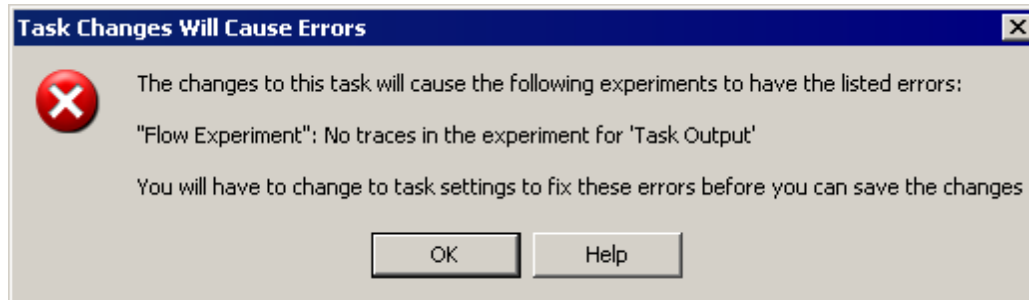 Task Changes Will Cause Errors
The changes to this task will cause the following experiments to have the listed errors:
"Flow Experiment": No traces in the experiment for 'Task Output'
You will have to change to task settings to fix these errors before you can save the changes
OK
Help